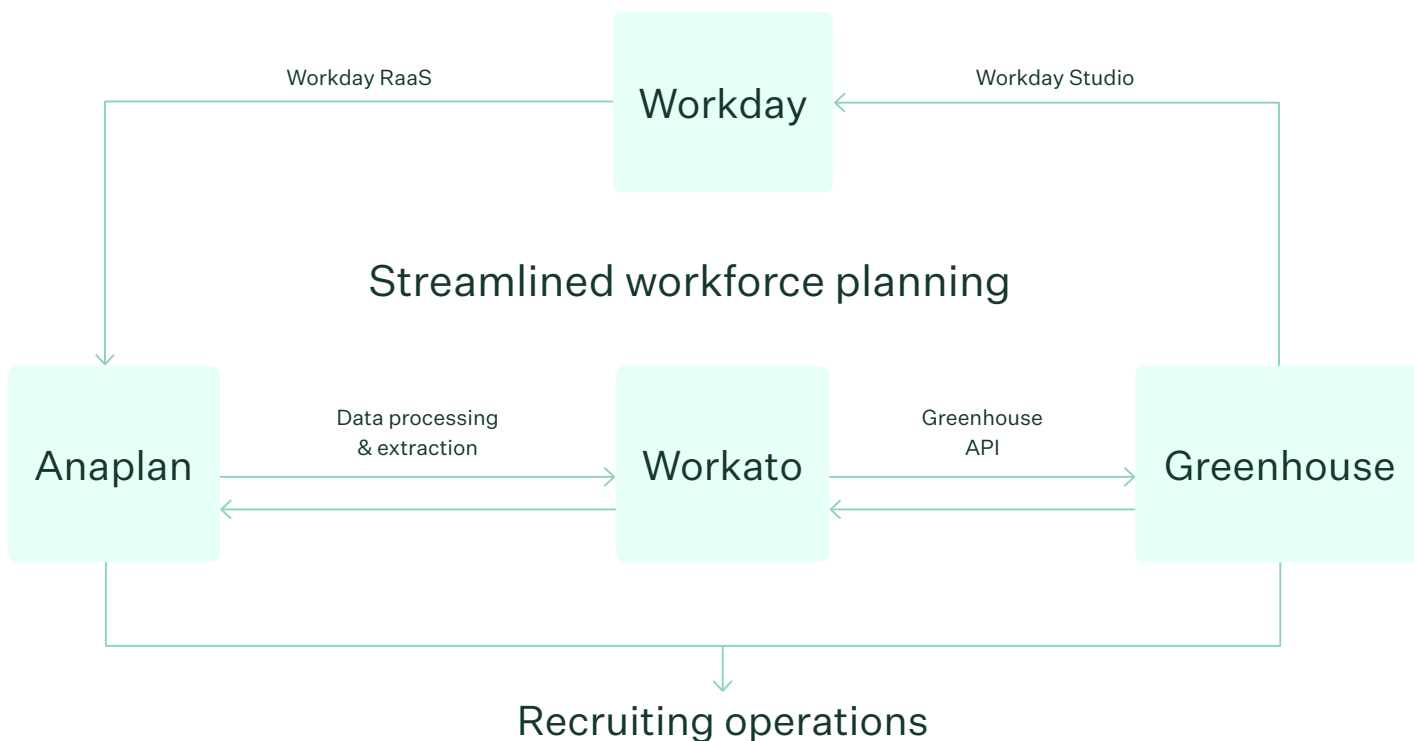 Workday RaaS
Workday
Workday Studio
Streamlined workforce planning
Anaplan
Data processing
& extraction
Workato
Greenhouse
API
Greenhouse
Recruiting operations